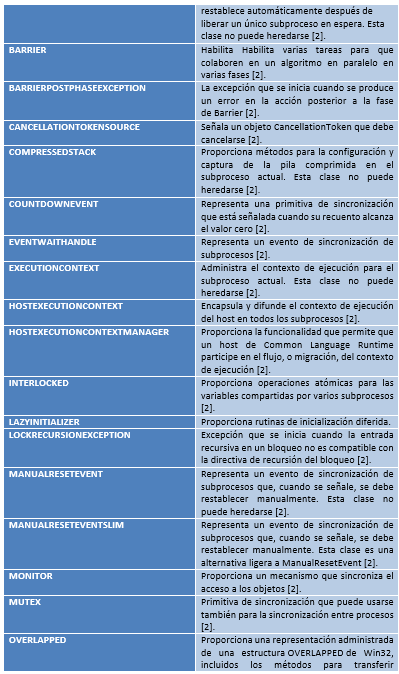 restablece automáticamente después de
liberar un único subproceso en espera. Esta
clase no puede heredarse [2].
BARRIER
Habilita Habilita varias tareas para que
colaboren en un algoritmo en paralelo en
varias fases [2].
BARRIERPOSTPHASEEXCEPTION
La excepción que se inicia cuando se produce
un error en la acción posterior a la fase
de Barrier [2].
CANCELLATIONTOKENSOURCE
Señala un objeto CancellationToken que debe
cancelarse [2].
COMPRESSEDSTACK
Proporciona métodos para la configuración y
captura de la pila comprimida en el
subproceso actual. Esta clase no puede
heredarse [2].
COUNTDOWNEVENT
Representa una primitiva de sincronización
que está señalada cuando su recuento alcanza
el valor cero [2].
EVENTWAITHANDLE
Representa un evento de sincronización de
subprocesos [2].
EXECUTIONCONTEXT
Administra el contexto de ejecución para el
subproceso actual. Esta clase no puede
heredarse [2].
HOSTEXECUTIONCONTEXT
Encapsula y difunde el contexto de ejecución
del host en todos los subprocesos [2].
HOSTEXECUTIONCONTEXTMANAGER
Proporciona la funcionalidad que permite que
un host de Common Language Runtime
participe en el flujo, o migración, del contexto
de ejecución [2].
INTERLOCKED
Proporciona operaciones atómicas para las
variables compartidas por varios subprocesos
[2].
LAZYINITIALIZER
Proporciona rutinas de inicialización diferida.
LOCKRECURSIONEXCEPTION
Excepción que se inicia cuando la entrada
recursiva en un bloqueo no es compatible con
la directiva de recursión del bloqueo [2].
MANUALRESETEVENT
Representa un evento de sincronización de
subprocesos que, cuando se señale, se debe
restablecer manualmente. Esta clase no
puede heredarse [2].
MANUALRESETEVENTSLIM
Representa un evento de sincronización de
subprocesos que, cuando se señale, se debe
restablecer manualmente. Esta clase es una
alternativa ligera a ManualResetEvent [2].
MONITOR
Proporciona un mecanismo que sincroniza el
acceso a los objetos [2].
MUTEX
Primitiva de sincronización que puede usarse
también para la sincronización entre procesos
[2].
OVERLAPPED
Proporciona una representación administrada
de una estructura OVERLAPPED de Win32,
incluidos los métodos para transferir